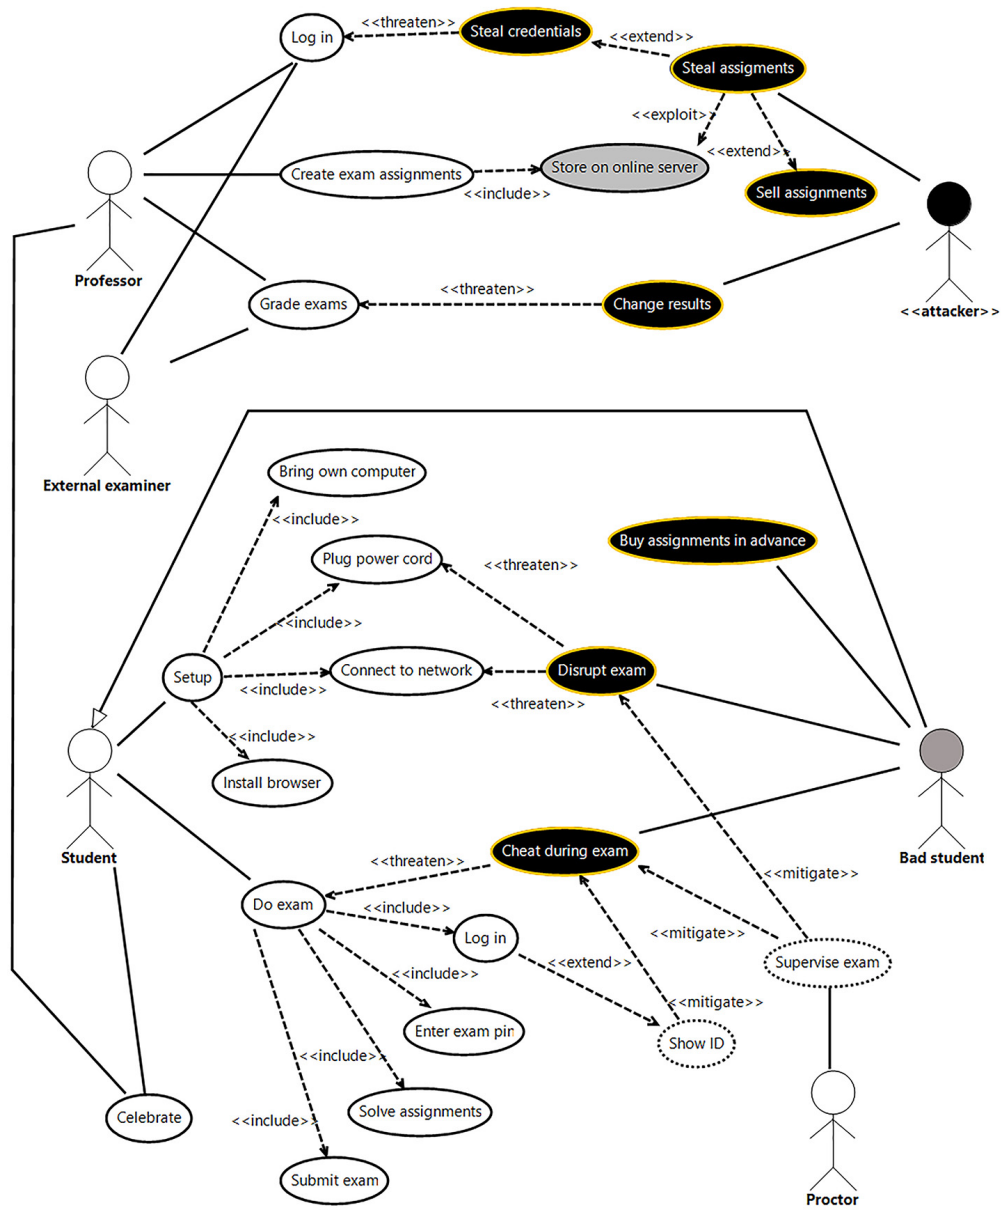 Log in
<<threaten>>
Steal credentials
<<extend>>
Steal assigments
<<exploit>
Create exam assignments
<<include>>
Store on online server
<<extend>>
Sell assignments
Professor
Grade exams
<<threaten>>
Change results
<<attacker>>
External examiner
Bring own computer
<<include>>
Buy assignments in advance
Plug power cord
<<threaten>>
<<include>>
Setup
<<include>>
Connect to network
Disrupt exam
<<threaten>>
<<include>>
Install browser
Student
Bad student
Cheat during exam
<<threaten>>
<<mitigate>>
Do exam
<<include>>
Log in
<<mitigate>>
Supervise exam
<<extend>>
<<include>>
<<mitigate>>
Enter exam pin
Show ID
<<include>>
Celebrate
Solve assignments
<<include>>
Submit exam
Proctor